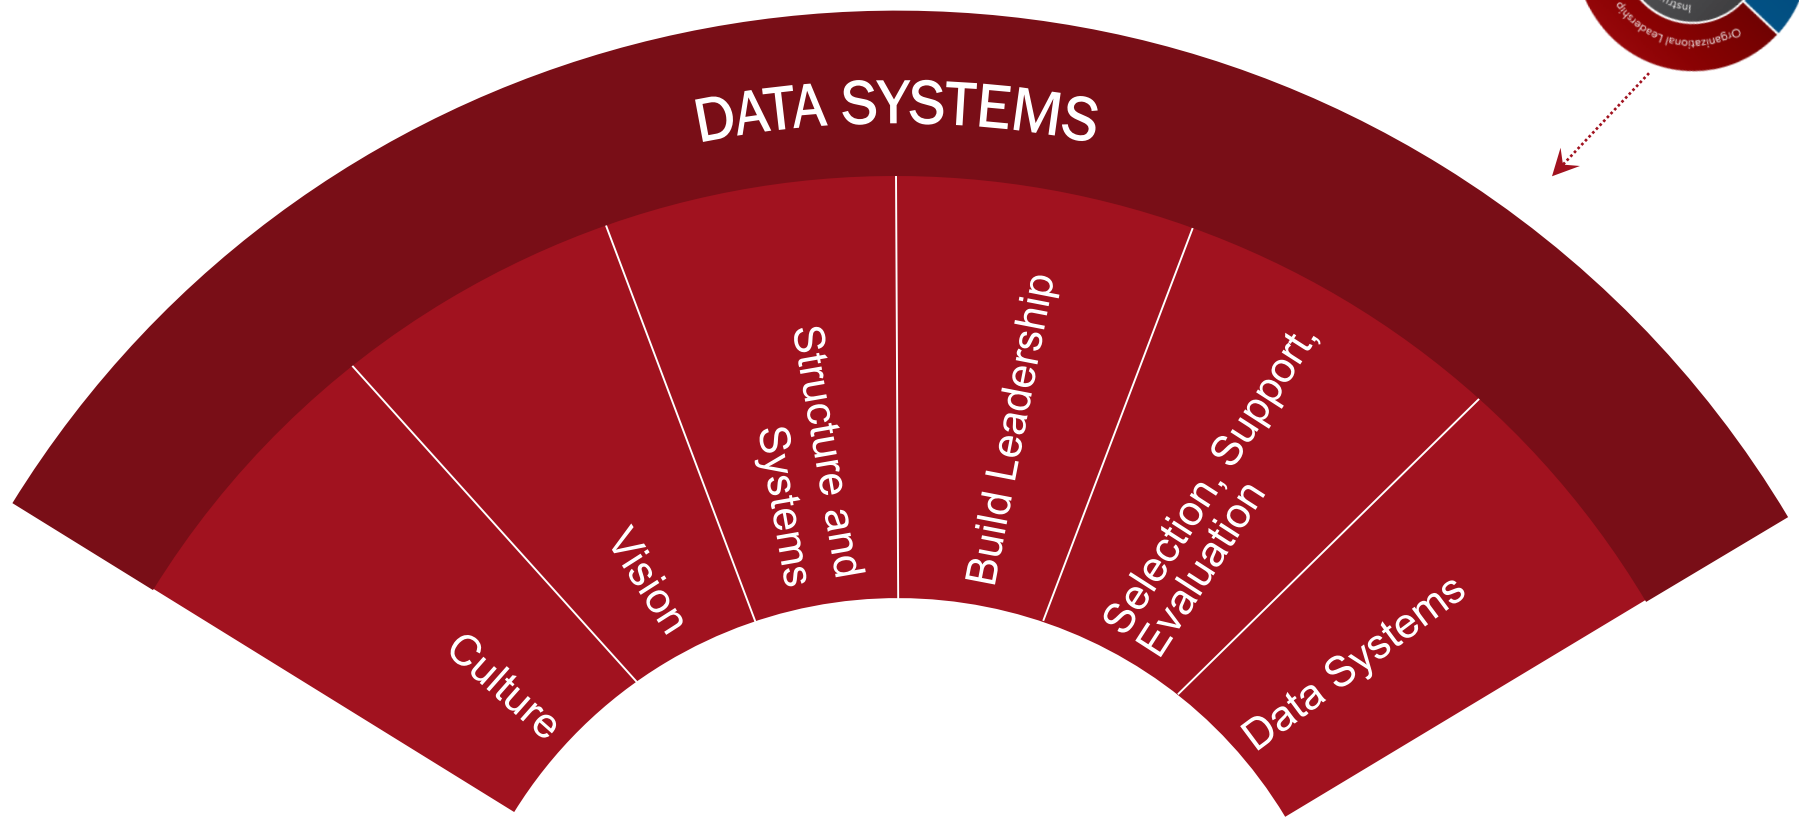 DATA SYSTEMS
Culture
Vision
Structure and
Systems
Build Leadership
Selection, Support,
Evaluation
Data Systems
Organizational Leadership